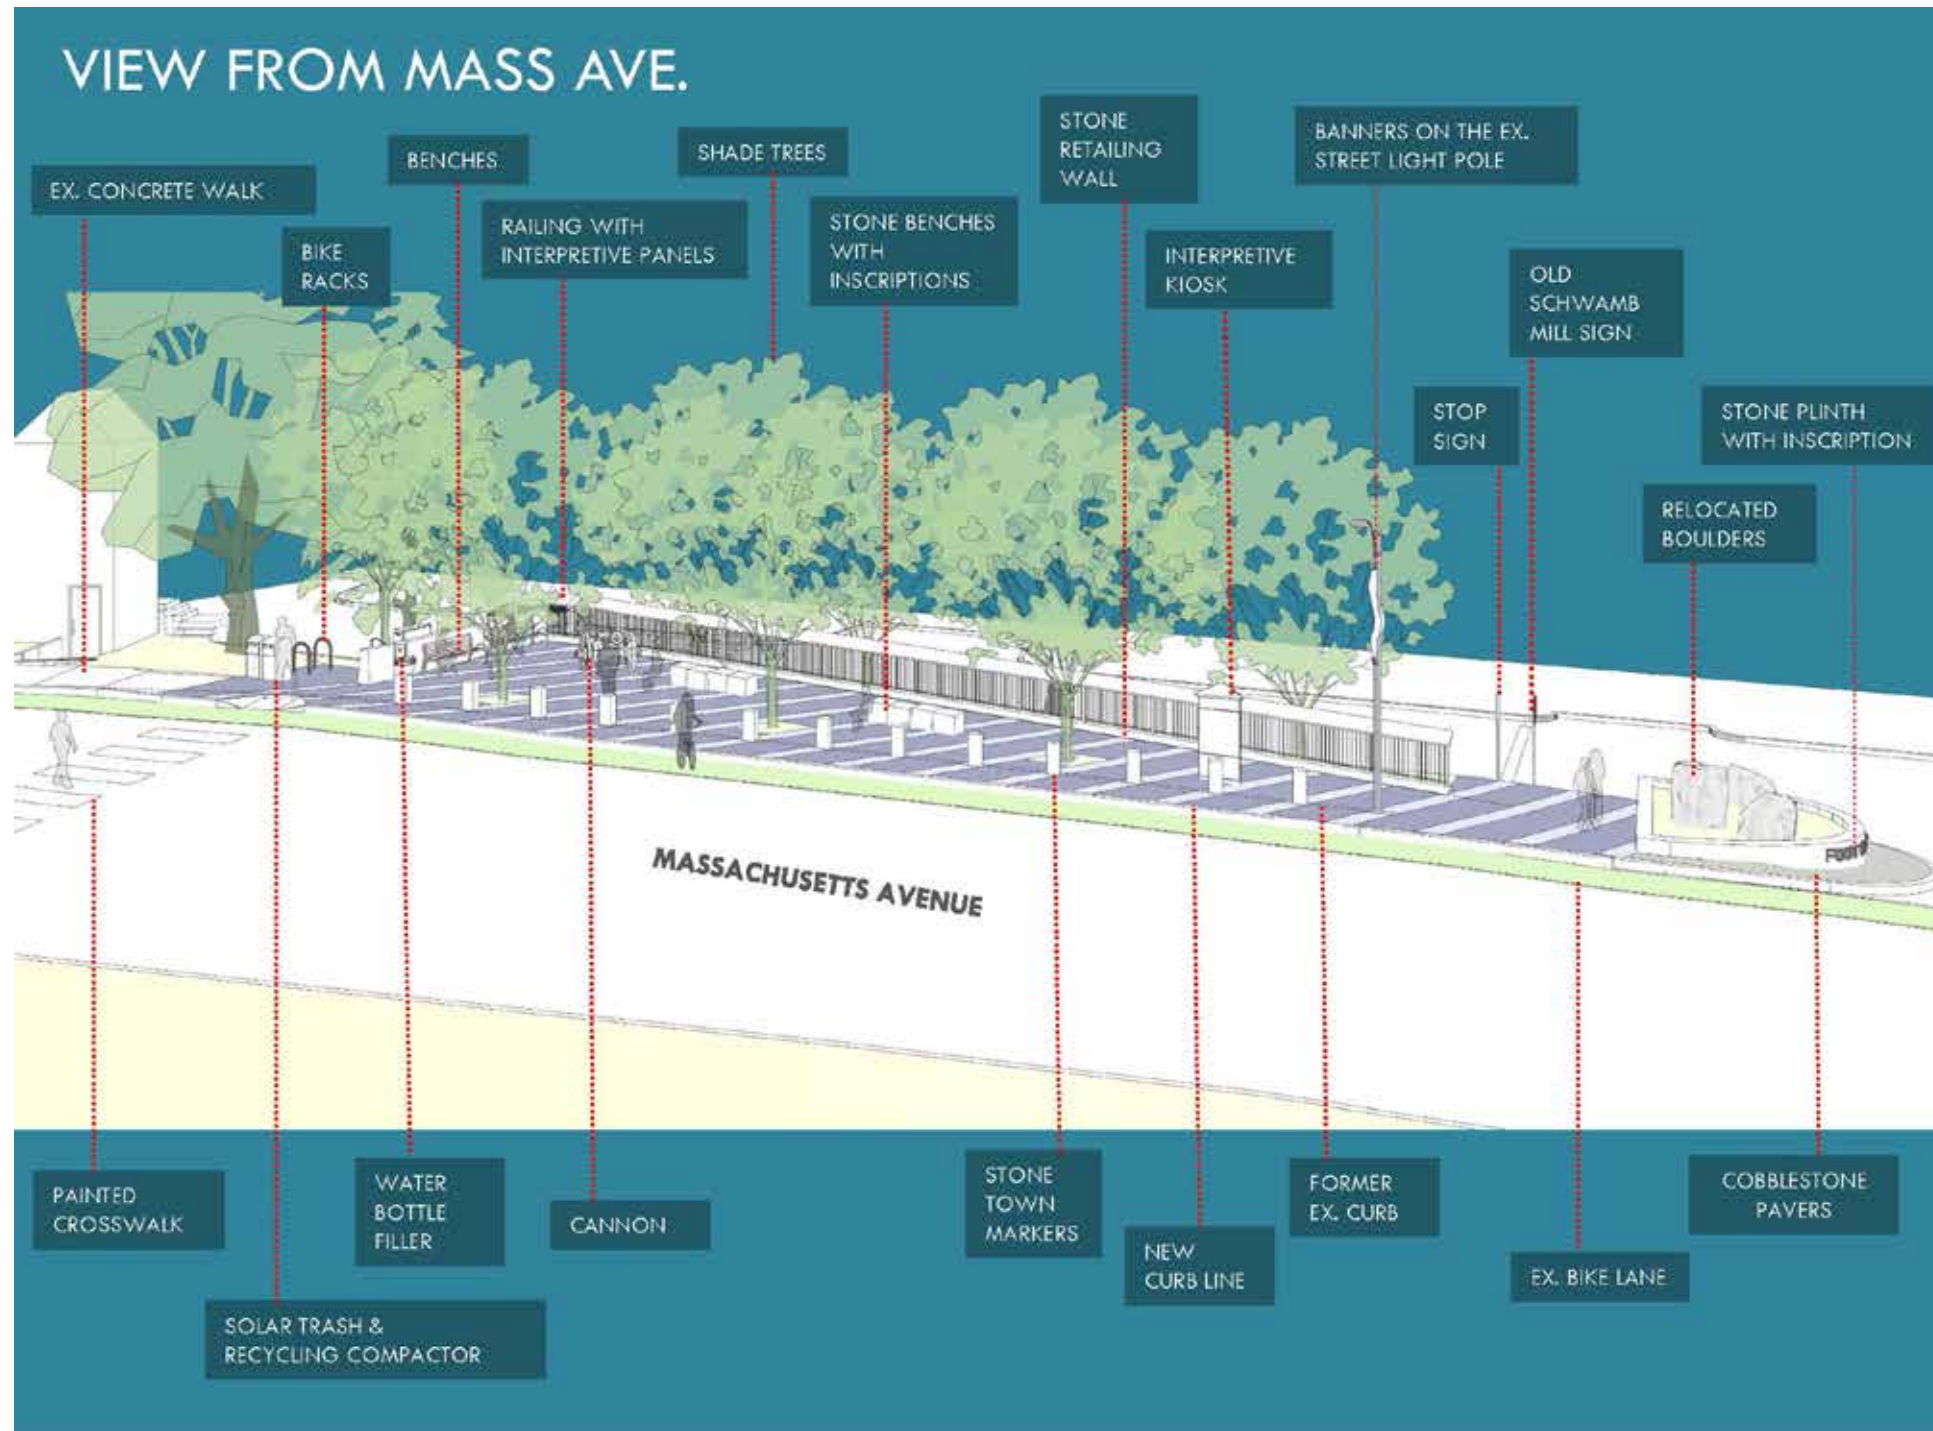 VIEW FROM MASS AVE.
EX. CONCRETE WALK
BIKE
RACKS
BENCHES
RAILING WITH
INTERPRETIVE PANELS
SHADE TREES
STONE BENCHES
WITH
INSCRIPTIONS
STONE
RETAILING
WALL
INTERPRETIVE
KIOSK
BANNERS ON THE EX.
STREET LIGHT POLE
STOP
SIGN
OLD
SCHWAMB
MILL SIGN
RELOCATED
BOULDERS
STONE PLINTH
WITH INSCRIPTION
MASSACHUSETTS AVENUE
PAINTED
CROSSWALK
SOLAR TRASH &
RECYCLING COMPACTOR
WATER
BOTTLE
FILLER
CANNON
STONE
TOWN
MARKERS
NEW
CURB LINE
FORMER
EX. CURB
EX. BIKE LANE
COBBLESTONE
PAVERS